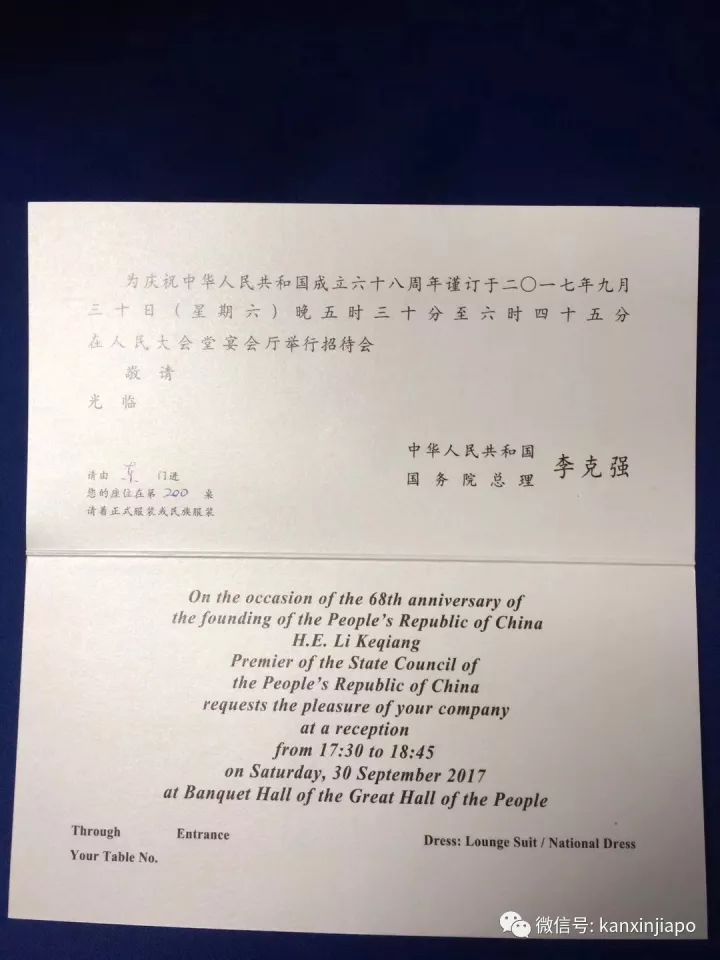 为庆祝中华人民共和国成立六十八周年谨订于二〇一七年九月
三十日（星期六）晚五时三十分至六时四十五分
在人民大会堂宴会厅举行招待会
敬请
光临
中华人民共和国
国务院总理 李克强
请由 东 门进
您的座位在第 200 桌
请着正式服装或民族服装
On the occasion of the 68th anniversary of
the founding of the People's Republic of China
H.E. Li Keqiang
Premier of the State Council of
the People's Republic of China
requests the pleasure of your company
at a reception
from 17:30 to 18:45
on Saturday, 30 September 2017
at Banquet Hall of the Great Hall of the People
Through Entrance
Your Table No.
Dress: Lounge Suit / National Dress
微信号: kanxinjiapo